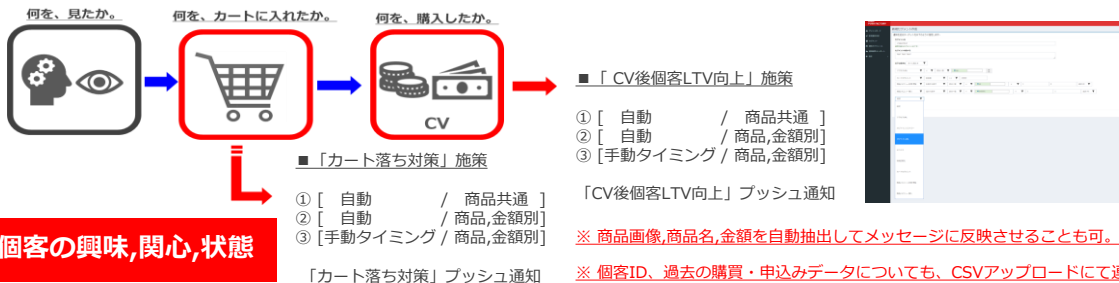 何を、見たか。
何を、カートに入れたか。
何を、購入したか。
CV
■「カート落ち対策」施策
① [ 自動 / 商品共通 ]
② [ 自動 / 商品,金額別]
③ [手動タイミング / 商品,金額別]
「カート落ち対策」プッシュ通知
個客の興味,関心,状態
■「 CV後個客LTV向上」施策
① [ 自動 / 商品共通 ]
② [ 自動 / 商品,金額別]
③ [手動タイミング / 商品,金額別]
「CV後個客LTV向上」プッシュ通知
※ 商品画像,商品名,金額を自動抽出してメッセージに反映させることも可。
※ 個客ID、過去の購買・申込みデータについても、CSVアップロードにて